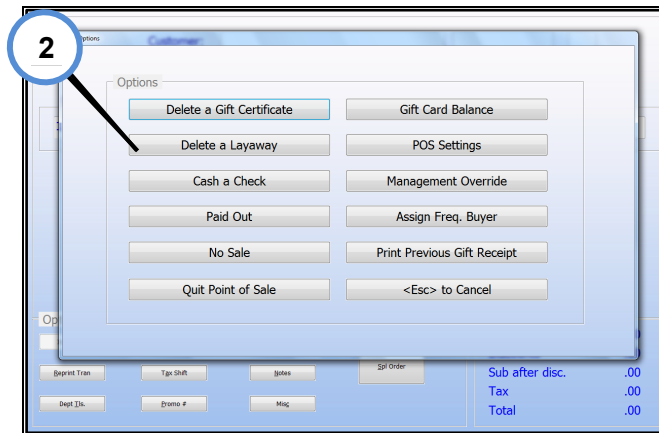 2
Options
Customer:
Options
Delete a Gift Certificate
Gift Card Balance
Delete a Layaway
POS Settings
Cash a Check
Management Override
Paid Out
Assign Freq. Buyer
No Sale
Print Previous Gift Receipt
Quit Point of Sale
<Esc> to Cancel
Op
Reprint Tran
Tax Shift
Notes
Spl Order
Sub after disc.
.00
Dept Tls.
Promo #
Misc
Tax
.00
Total
.00